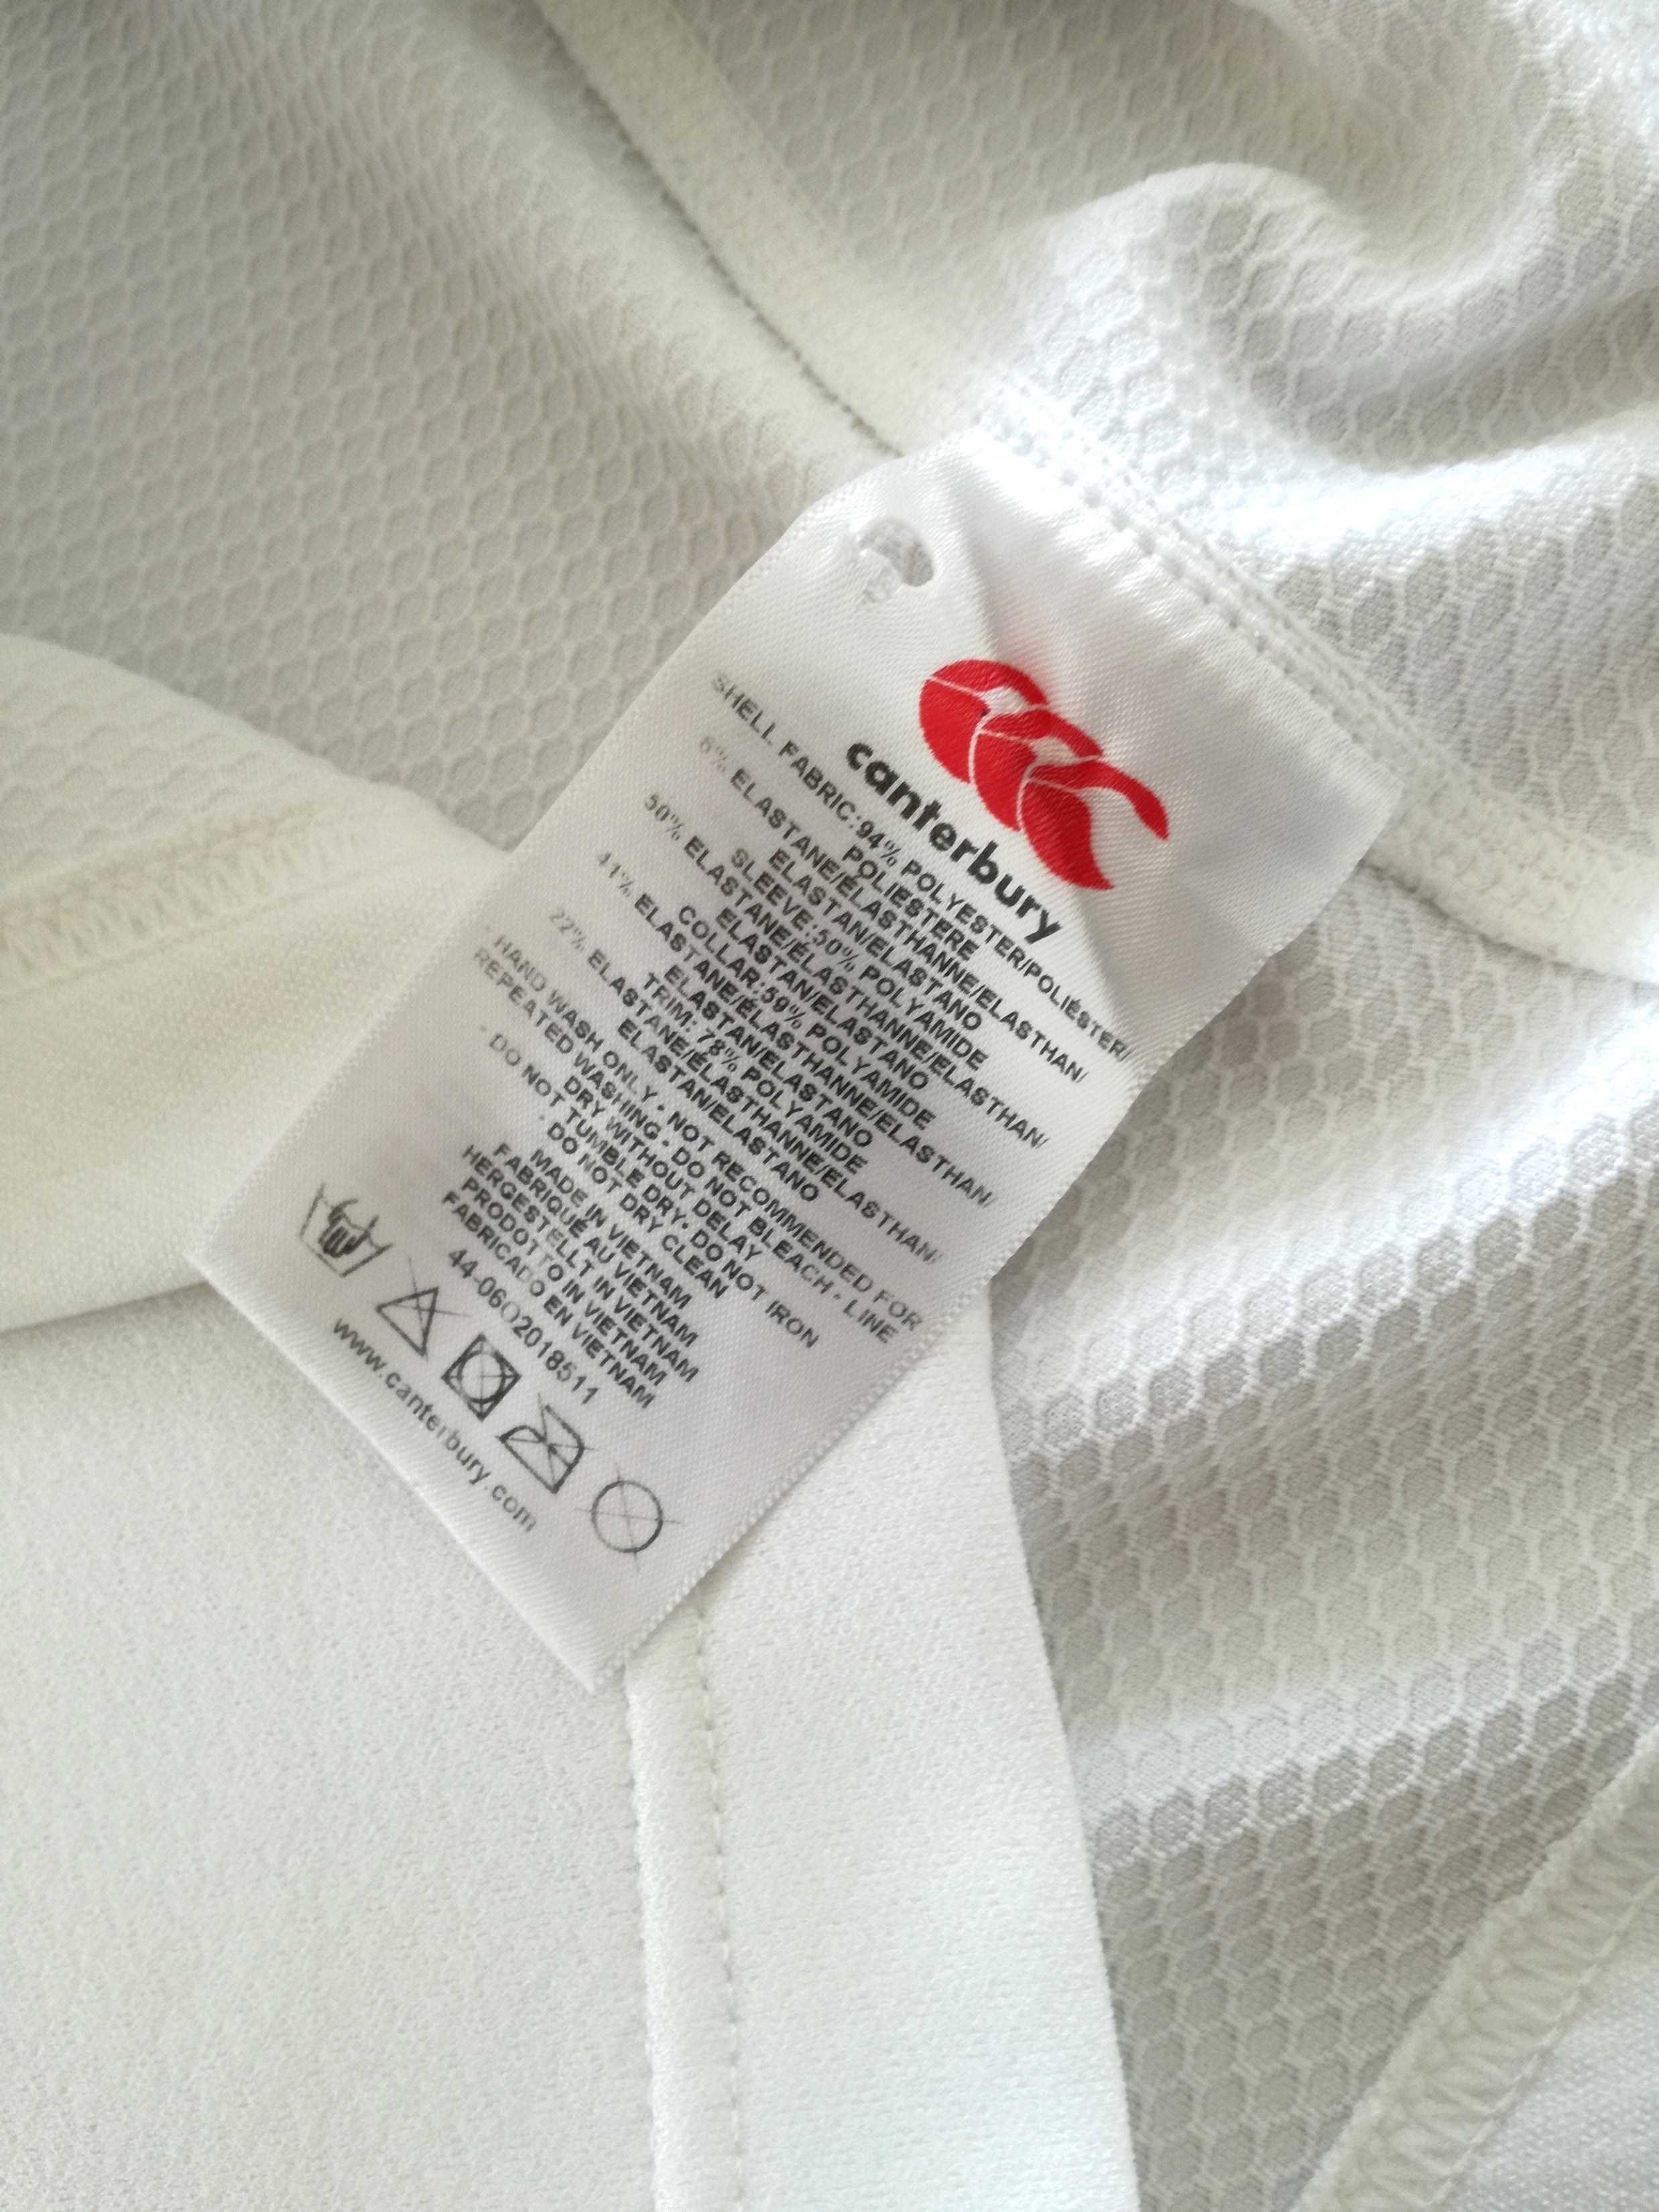 canterbury
SHELL FABRIC:94% POLYESTER/POLIÉSTER/
POLIESTERE
6% ELASTANE/ÉLASTHANNE/ELASTHAN/
ELASTAN/ELASTANO
SLEEVE:50% POLYAMIDE
50% ELASTANE/ÉLASTHANNE/ELASTHAN/
ELASTAN/ELASTANO
COLLAR:59% POLYAMIDE
41% ELASTANE/ÉLASTHANNE/ELASTHAN/
ELASTAN/ELASTANO
TRIM: 78% POLYAMIDE
22% ELASTANE/ÉLASTHANNE/ELASTHAN/
ELASTAN/ELASTANO
· HAND WASH ONLY · NOT RECOMMENDED FOR
REPEATED WASHING · DO NOT BLEACH · LINE
DRY WITHOUT DELAY
· DO NOT TUMBLE DRY· DO NOT IRON
· DO NOT DRY CLEAN
MADE IN VIETNAM
FABRIQUÉ AU VIETNAM
HERGESTELLT IN VIETNAM
PRODOTTO IN VIETNAM
FABRICADO EN VIETNAM
44-06O2018511
www.canterbury.com